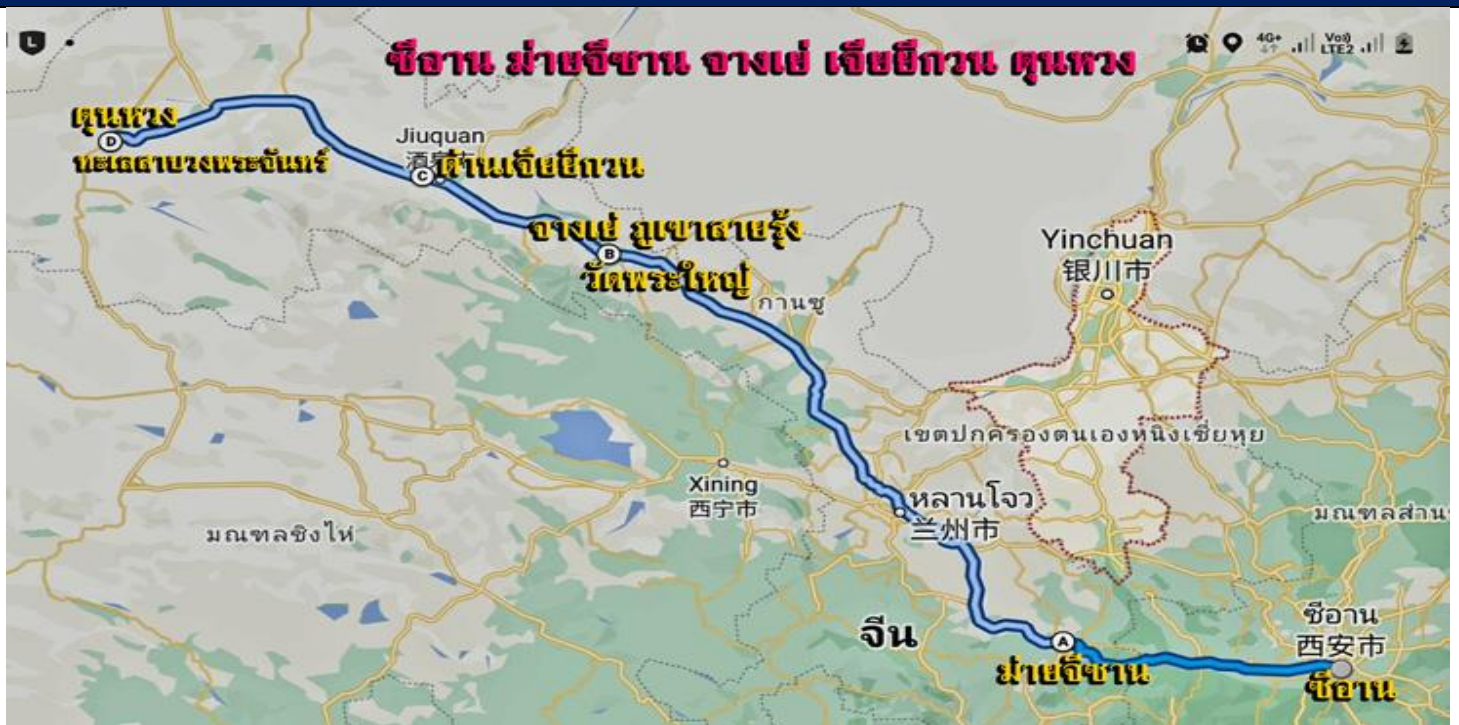 L
4G+
Vo))
LTE2
ซีอาน ม่ายจีซาน จางเย่ เจียยีกวน ตุนหวง
ตุนหวง
D
ทะเลสาบวงพระจันทร์
Jiuquan
C
ด่านเจียยีกวน
จางเย่ ภูเขาสายรุ้ง
B
วัดพระใหญ่
กานซู
Yinchuan
银川市
เขตปกครองตนเองหนิงเซี่ยหุย
Xining
西宁市
หลานโจว
兰州市
มณฑลชิงไห่
มณฑลส่าน
จีน
ซีอาน
西安市
A
ม่ายจีซาน
ซีอาน